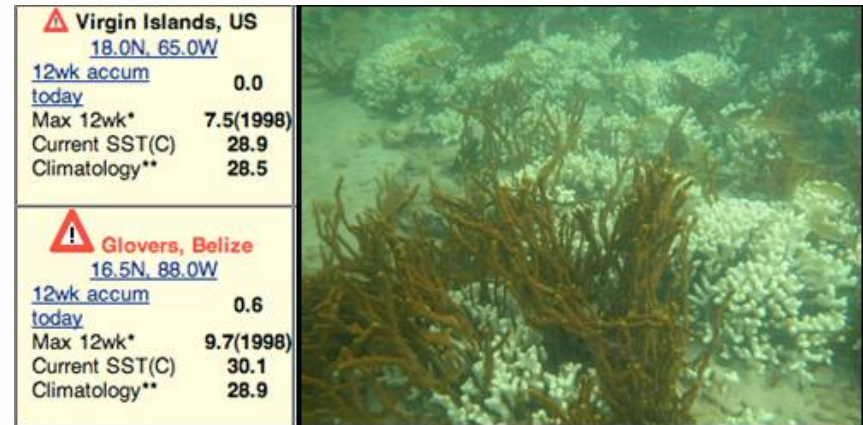 Virgin Islands, US
18.0N, 65.0W
12wk accum today 0.0
Max 12wk* 7.5(1998)
Current SST(C) 28.9
Climatology** 28.5
Glovers, Belize
16.5N, 88.0W
12wk accum today 0.6
Max 12wk* 9.7(1998)
Current SST(C) 30.1
Climatology** 28.9